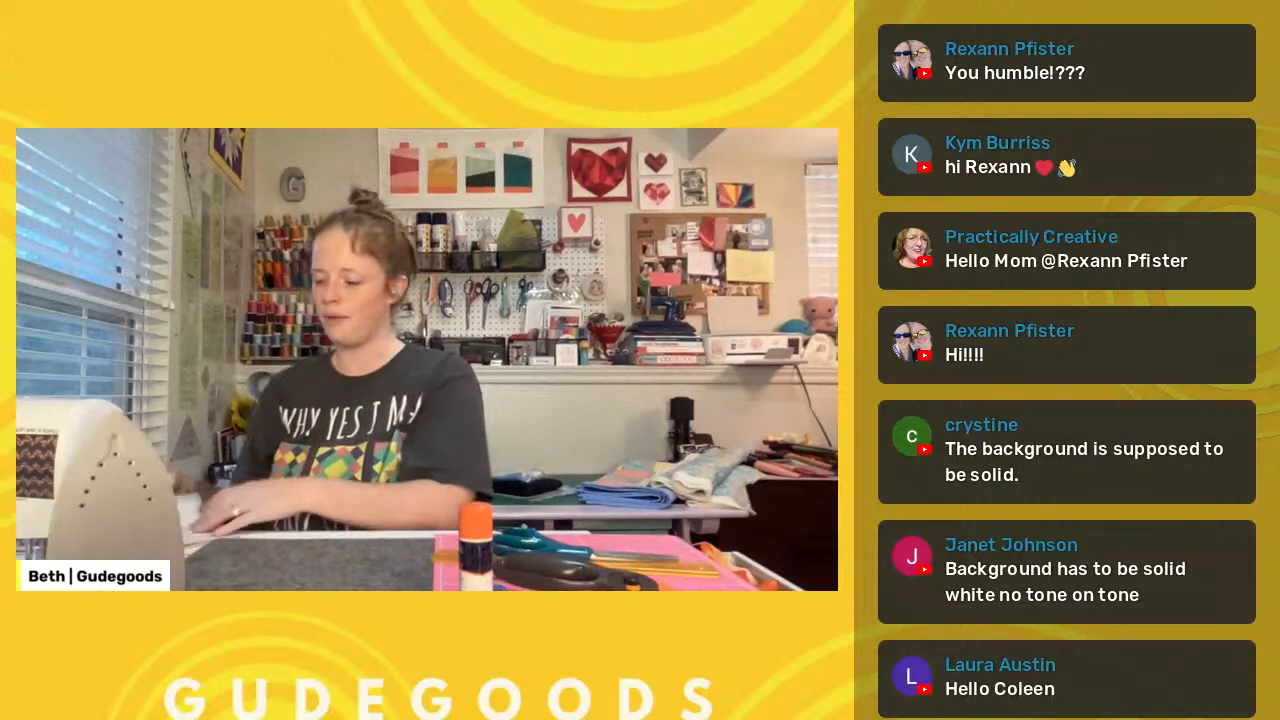 WHY YES I MA
Beth | Gudegoods
GUDEGOODS
Rexann Pfister
You humble!???
K
Kym Burriss
hi Rexann ❤️👋
Practically Creative
Hello Mom @Rexann Pfister
Rexann Pfister
Hi!!!!
c
crystine
The background is supposed to
be solid.
J
Janet Johnson
Background has to be solid
white no tone on tone
L
Laura Austin
Hello Coleen